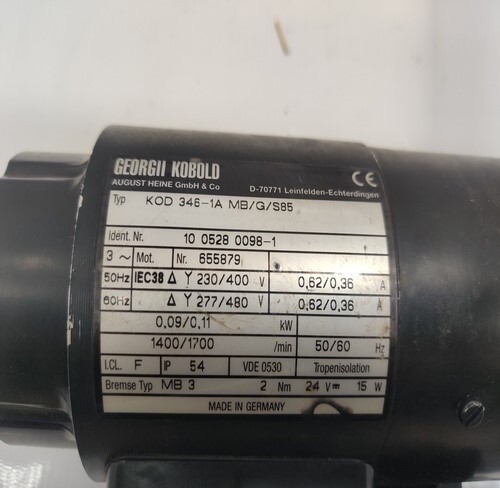 GEORGII KOBOLD
AUGUST HEINE GmbH & Co D-70771 Leinfelden-Echterdingen CE
Typ KOD 346-1A MB/G/S85
Ident. Nr. 10 0528 0098-1
3 ~ Mot. Nr. 655879
50Hz IEC38 Δ Y 230/400 V 0,62/0,36 A
60Hz Δ Y 277/480 V 0,62/0,36 A
0,09/0,11 kW
1400/1700 /min 50/60 Hz
I.CL. F IP 54 VDE 0530 Tropenisolation
Bremse Typ MB 3 2 Nm 24 V⎓ 15 W
MADE IN GERMANY